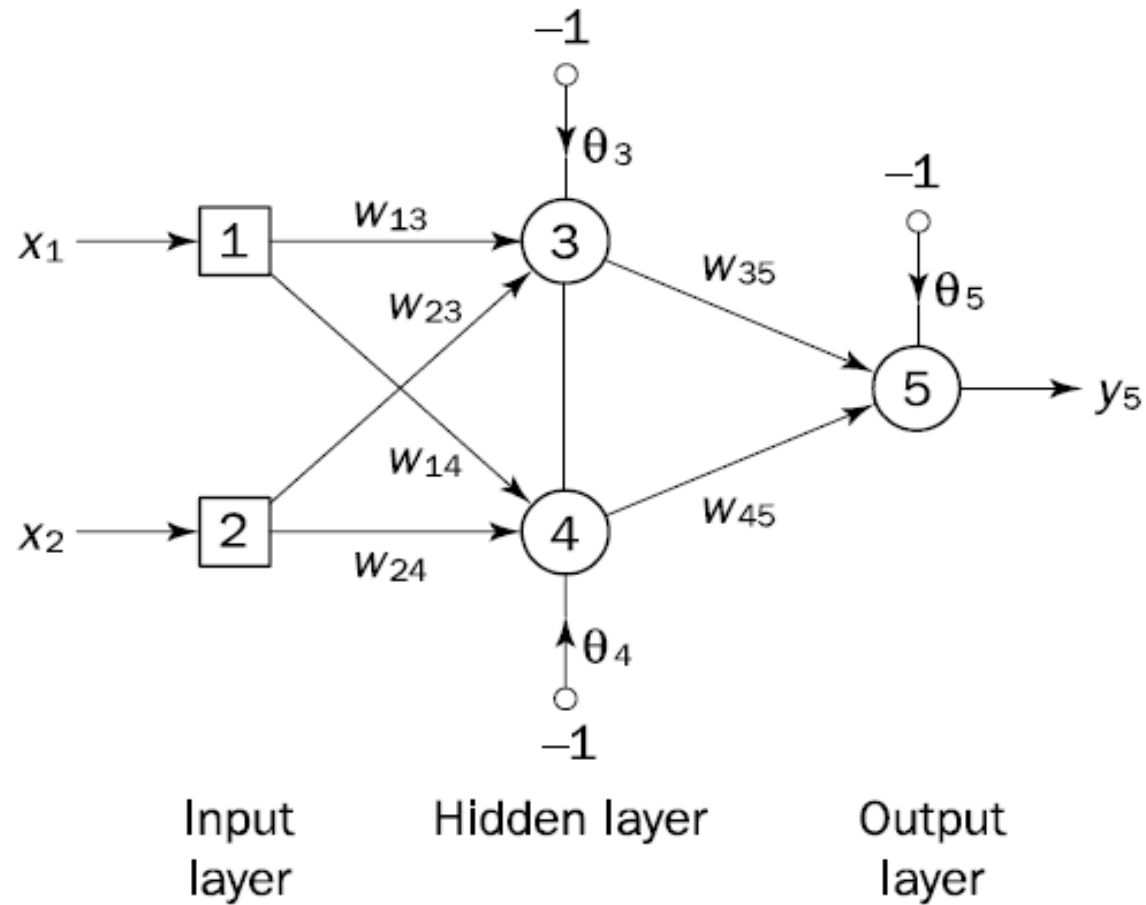 –1
θ3
–1
x1
1
w13
3
w35
θ5
w23
5
y5
w14
x2
2
w24
4
w45
θ4
–1
Input layer
Hidden layer
Output layer